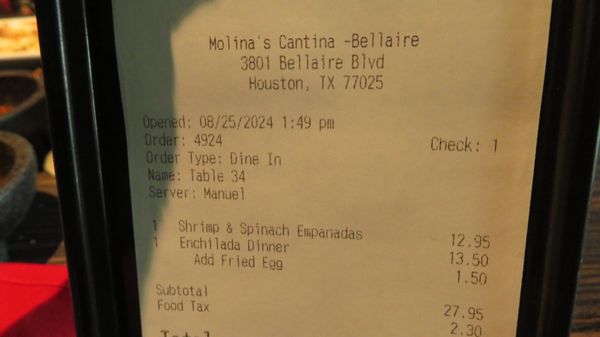 Molina's Cantina -Bellaire
3801 Bellaire Blvd
Houston, TX 77025
Opened: 08/25/2024 1:49 pm
Order: 4924
Check: 1
Order Type: Dine In
Name: Table 34
Server: Manuel
1 Shrimp & Spinach Empanadas 12.95
1 Enchilada Dinner 13.50
Add Fried Egg 1.50
Subtotal 27.95
Food Tax 2.30
Total